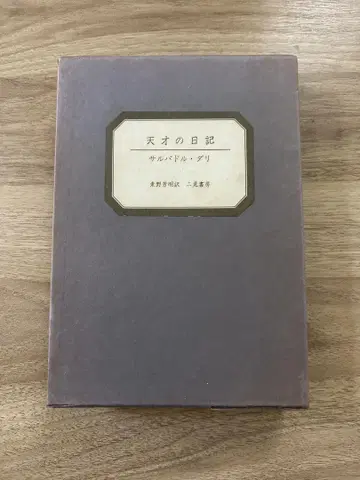 天才の日記
サルバドル・ダリ
東野芳明訳 二見書房